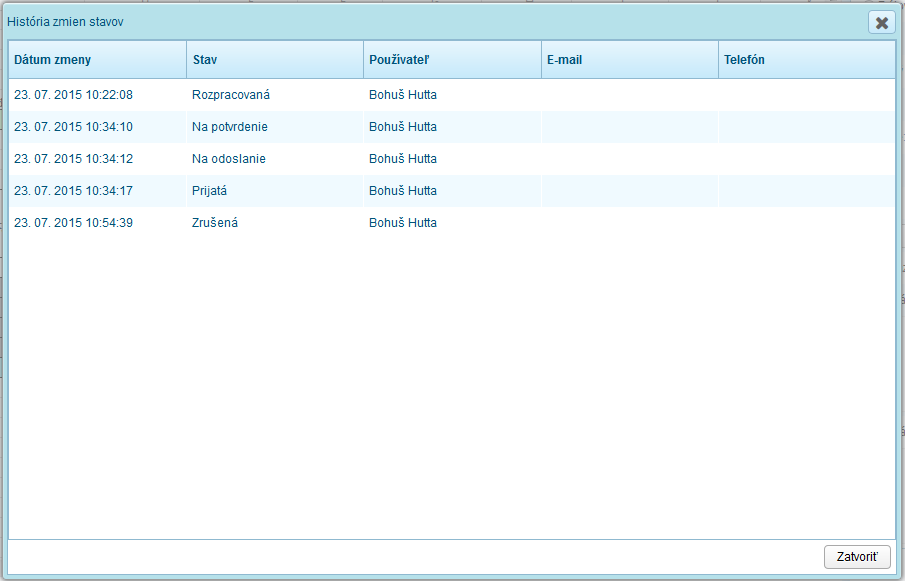 História zmien stavov
Dátum zmeny Stav Používateľ E-mail Telefón
23. 07. 2015 10:22:08 Rozpracovaná Bohuš Hutta
23. 07. 2015 10:34:10 Na potvrdenie Bohuš Hutta
23. 07. 2015 10:34:12 Na odoslanie Bohuš Hutta
23. 07. 2015 10:34:17 Prijatá Bohuš Hutta
23. 07. 2015 10:54:39 Zrušená Bohuš Hutta
Zatvoriť